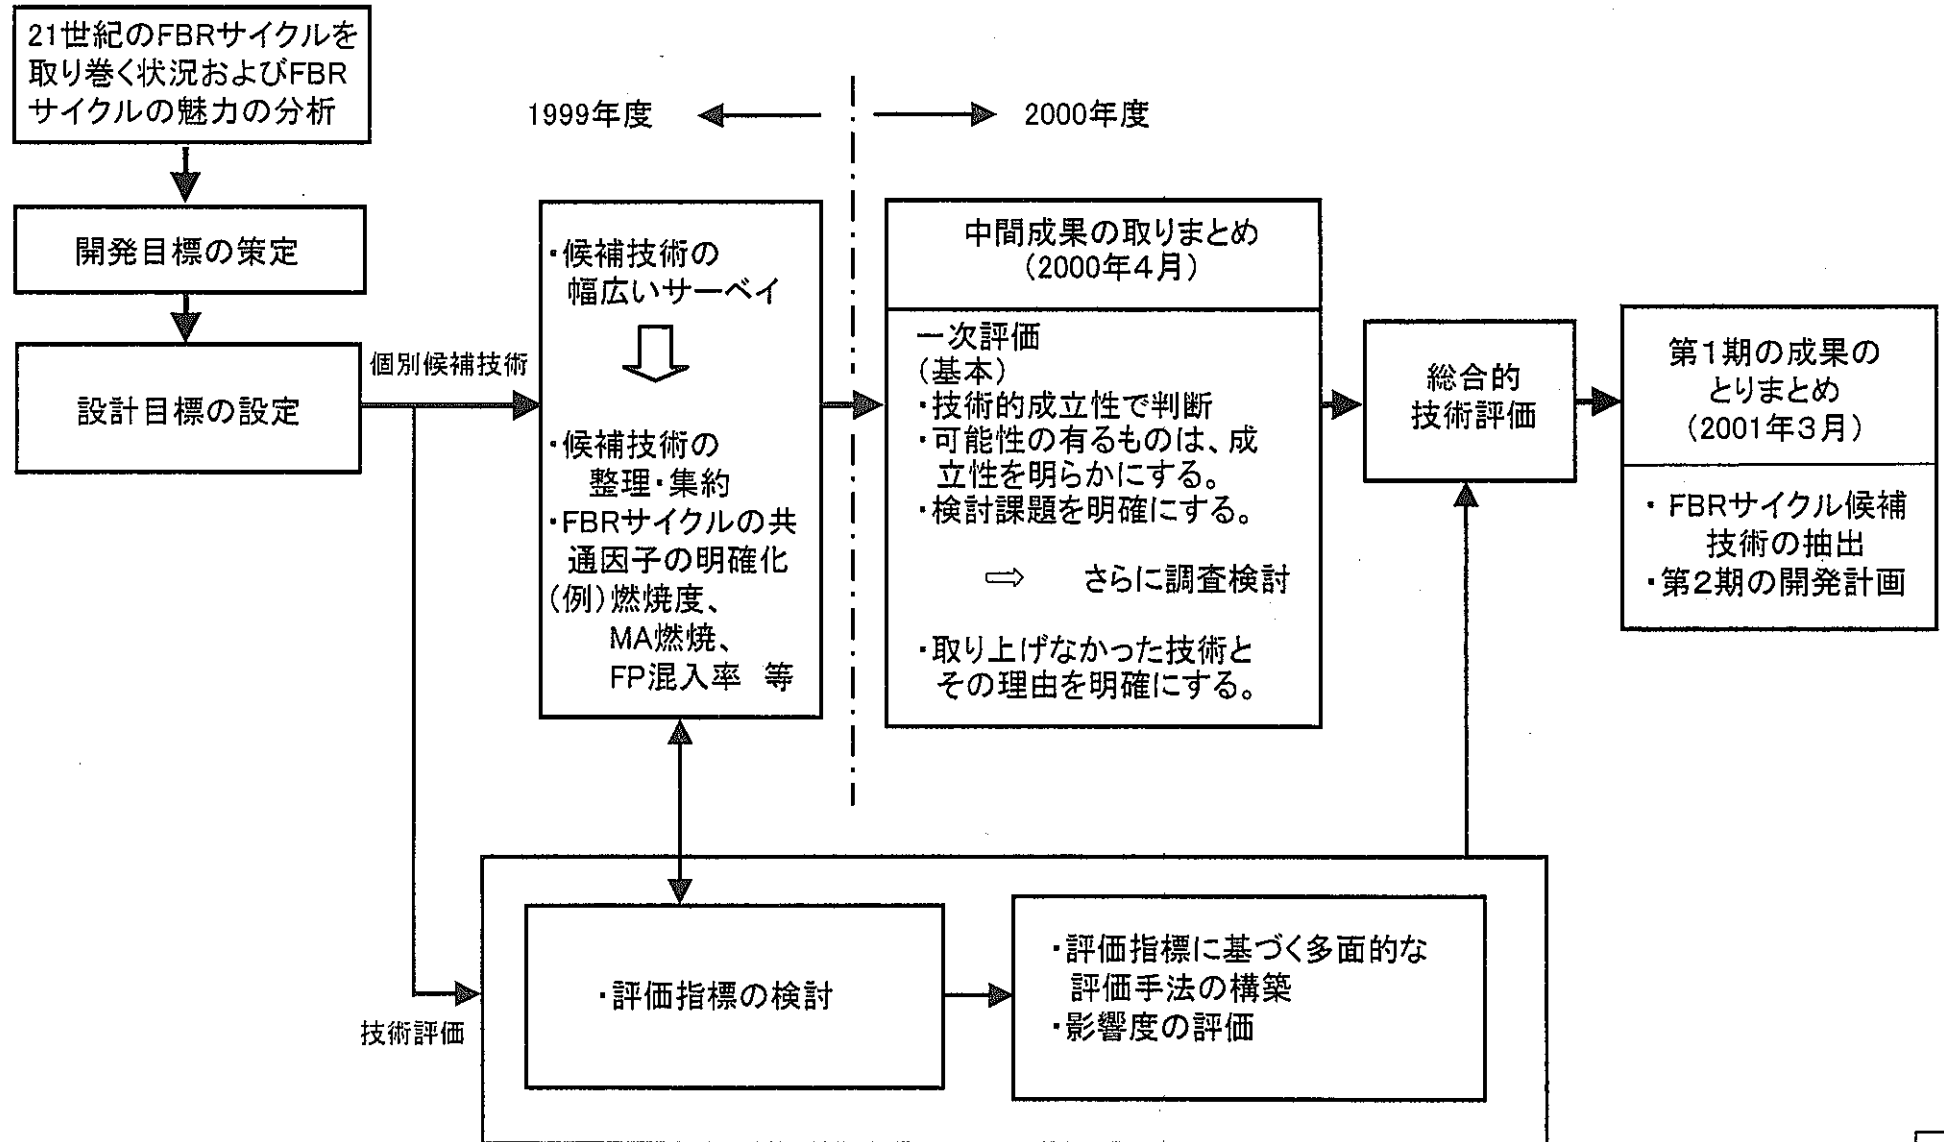 21世紀のFBRサイクルを
取り巻く状況およびFBR
サイクルの魅力の分析
開発目標の策定
設計目標の設定
個別候補技術
技術評価
1999年度
2000年度
・候補技術の
幅広いサーベイ
・候補技術の
整理・集約
・FBRサイクルの共
通因子の明確化
(例)燃焼度、
MA燃焼、
FP混入率 等
中間成果の取りまとめ
(2000年4月)
一次評価
(基本)
・技術的成立性で判断
・可能性の有るものは、成
立性を明らかにする。
・検討課題を明確にする。
⇨ さらに調査検討
・取り上げなかった技術と
その理由を明確にする。
総合的
技術評価
第1期の成果の
とりまとめ
(2001年3月)
・FBRサイクル候補
技術の抽出
・第2期の開発計画
・評価指標の検討
・評価指標に基づく多面的な
評価手法の構築
・影響度の評価